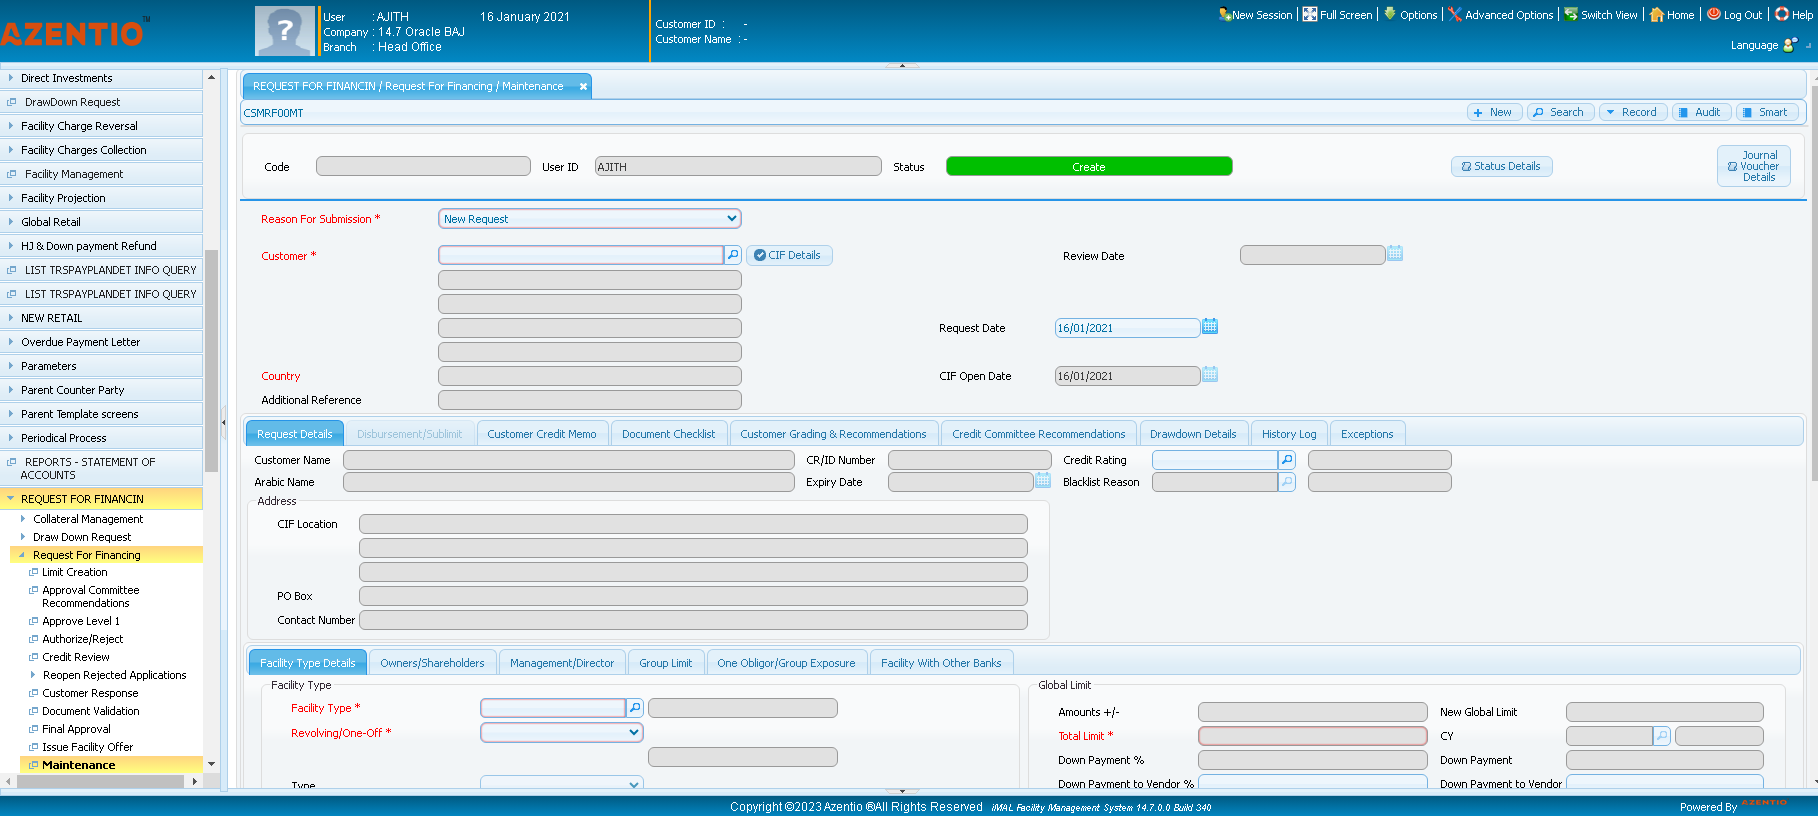 AZENTIO™
User : AJITH 16 January 2021
Company : 14.7 Oracle BAJ
Branch : Head Office
Customer ID : -
Customer Name : -
New Session Full Screen Options Advanced Options Switch View Home Log Out Help
Language
Direct Investments
DrawDown Request
Facility Charge Reversal
Facility Charges Collection
Facility Management
Facility Projection
Global Retail
HJ & Down payment Refund
LIST TRSPAYPLANDET INFO QUERY
LIST TRSPAYPLANDET INFO QUERY
NEW RETAIL
Overdue Payment Letter
Parameters
Parent Counter Party
Parent Template screens
Periodical Process
REPORTS - STATEMENT OF
ACCOUNTS
REQUEST FOR FINANCIN
Collateral Management
Draw Down Request
Request For Financing
Limit Creation
Approval Committee
Recommendations
Approve Level 1
Authorize/Reject
Credit Review
Reopen Rejected Applications
Customer Response
Document Validation
Final Approval
Issue Facility Offer
Maintenance
REQUEST FOR FINANCIN / Request For Financing / Maintenance
CSMRF00MT
New Search Record Audit Smart
Code User ID AJITH Status Create Status Details
Journal
Voucher
Details
Reason For Submission * New Request
Customer * CIF Details Review Date
Request Date 16/01/2021
Country CIF Open Date 16/01/2021
Additional Reference
Request Details Disbursement/Sublimit Customer Credit Memo Document Checklist Customer Grading & Recommendations Credit Committee Recommendations Drawdown Details History Log Exceptions
Customer Name CR/ID Number Credit Rating
Arabic Name Expiry Date Blacklist Reason
Address
CIF Location
PO Box
Contact Number
Facility Type Details Owners/Shareholders Management/Director Group Limit One Obligor/Group Exposure Facility With Other Banks
Facility Type Global Limit
Facility Type * Amounts +/- New Global Limit
Revolving/One-Off * Total Limit * CY
Down Payment % Down Payment
Type Down Payment to Vendor % Down Payment to Vendor
Copyright ©2023 Azentio ®All Rights Reserved iMAL Facility Management System 14.7.0.0 Build 340
Powered By AZENTIO